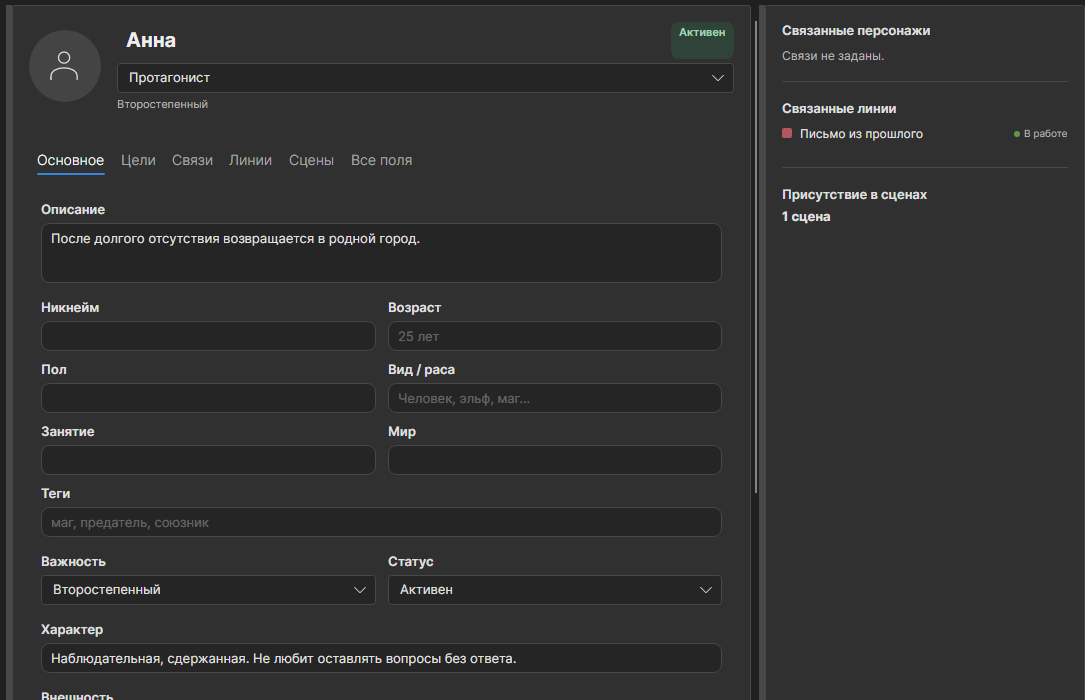 Анна
Активен
Протагонист
Второстепенный
Основное Цели Связи Линии Сцены Все поля
Описание
После долгого отсутствия возвращается в родной город.
Никнейм Возраст
25 лет
Пол Вид / раса
Человек, эльф, маг...
Занятие Мир
Теги
маг, предатель, союзник
Важность Статус
Второстепенный Активен
Характер
Наблюдательная, сдержанная. Не любит оставлять вопросы без ответа.
Внешность
Связанные персонажи
Связи не заданы.
Связанные линии
Письмо из прошлого В работе
Присутствие в сценах
1 сцена